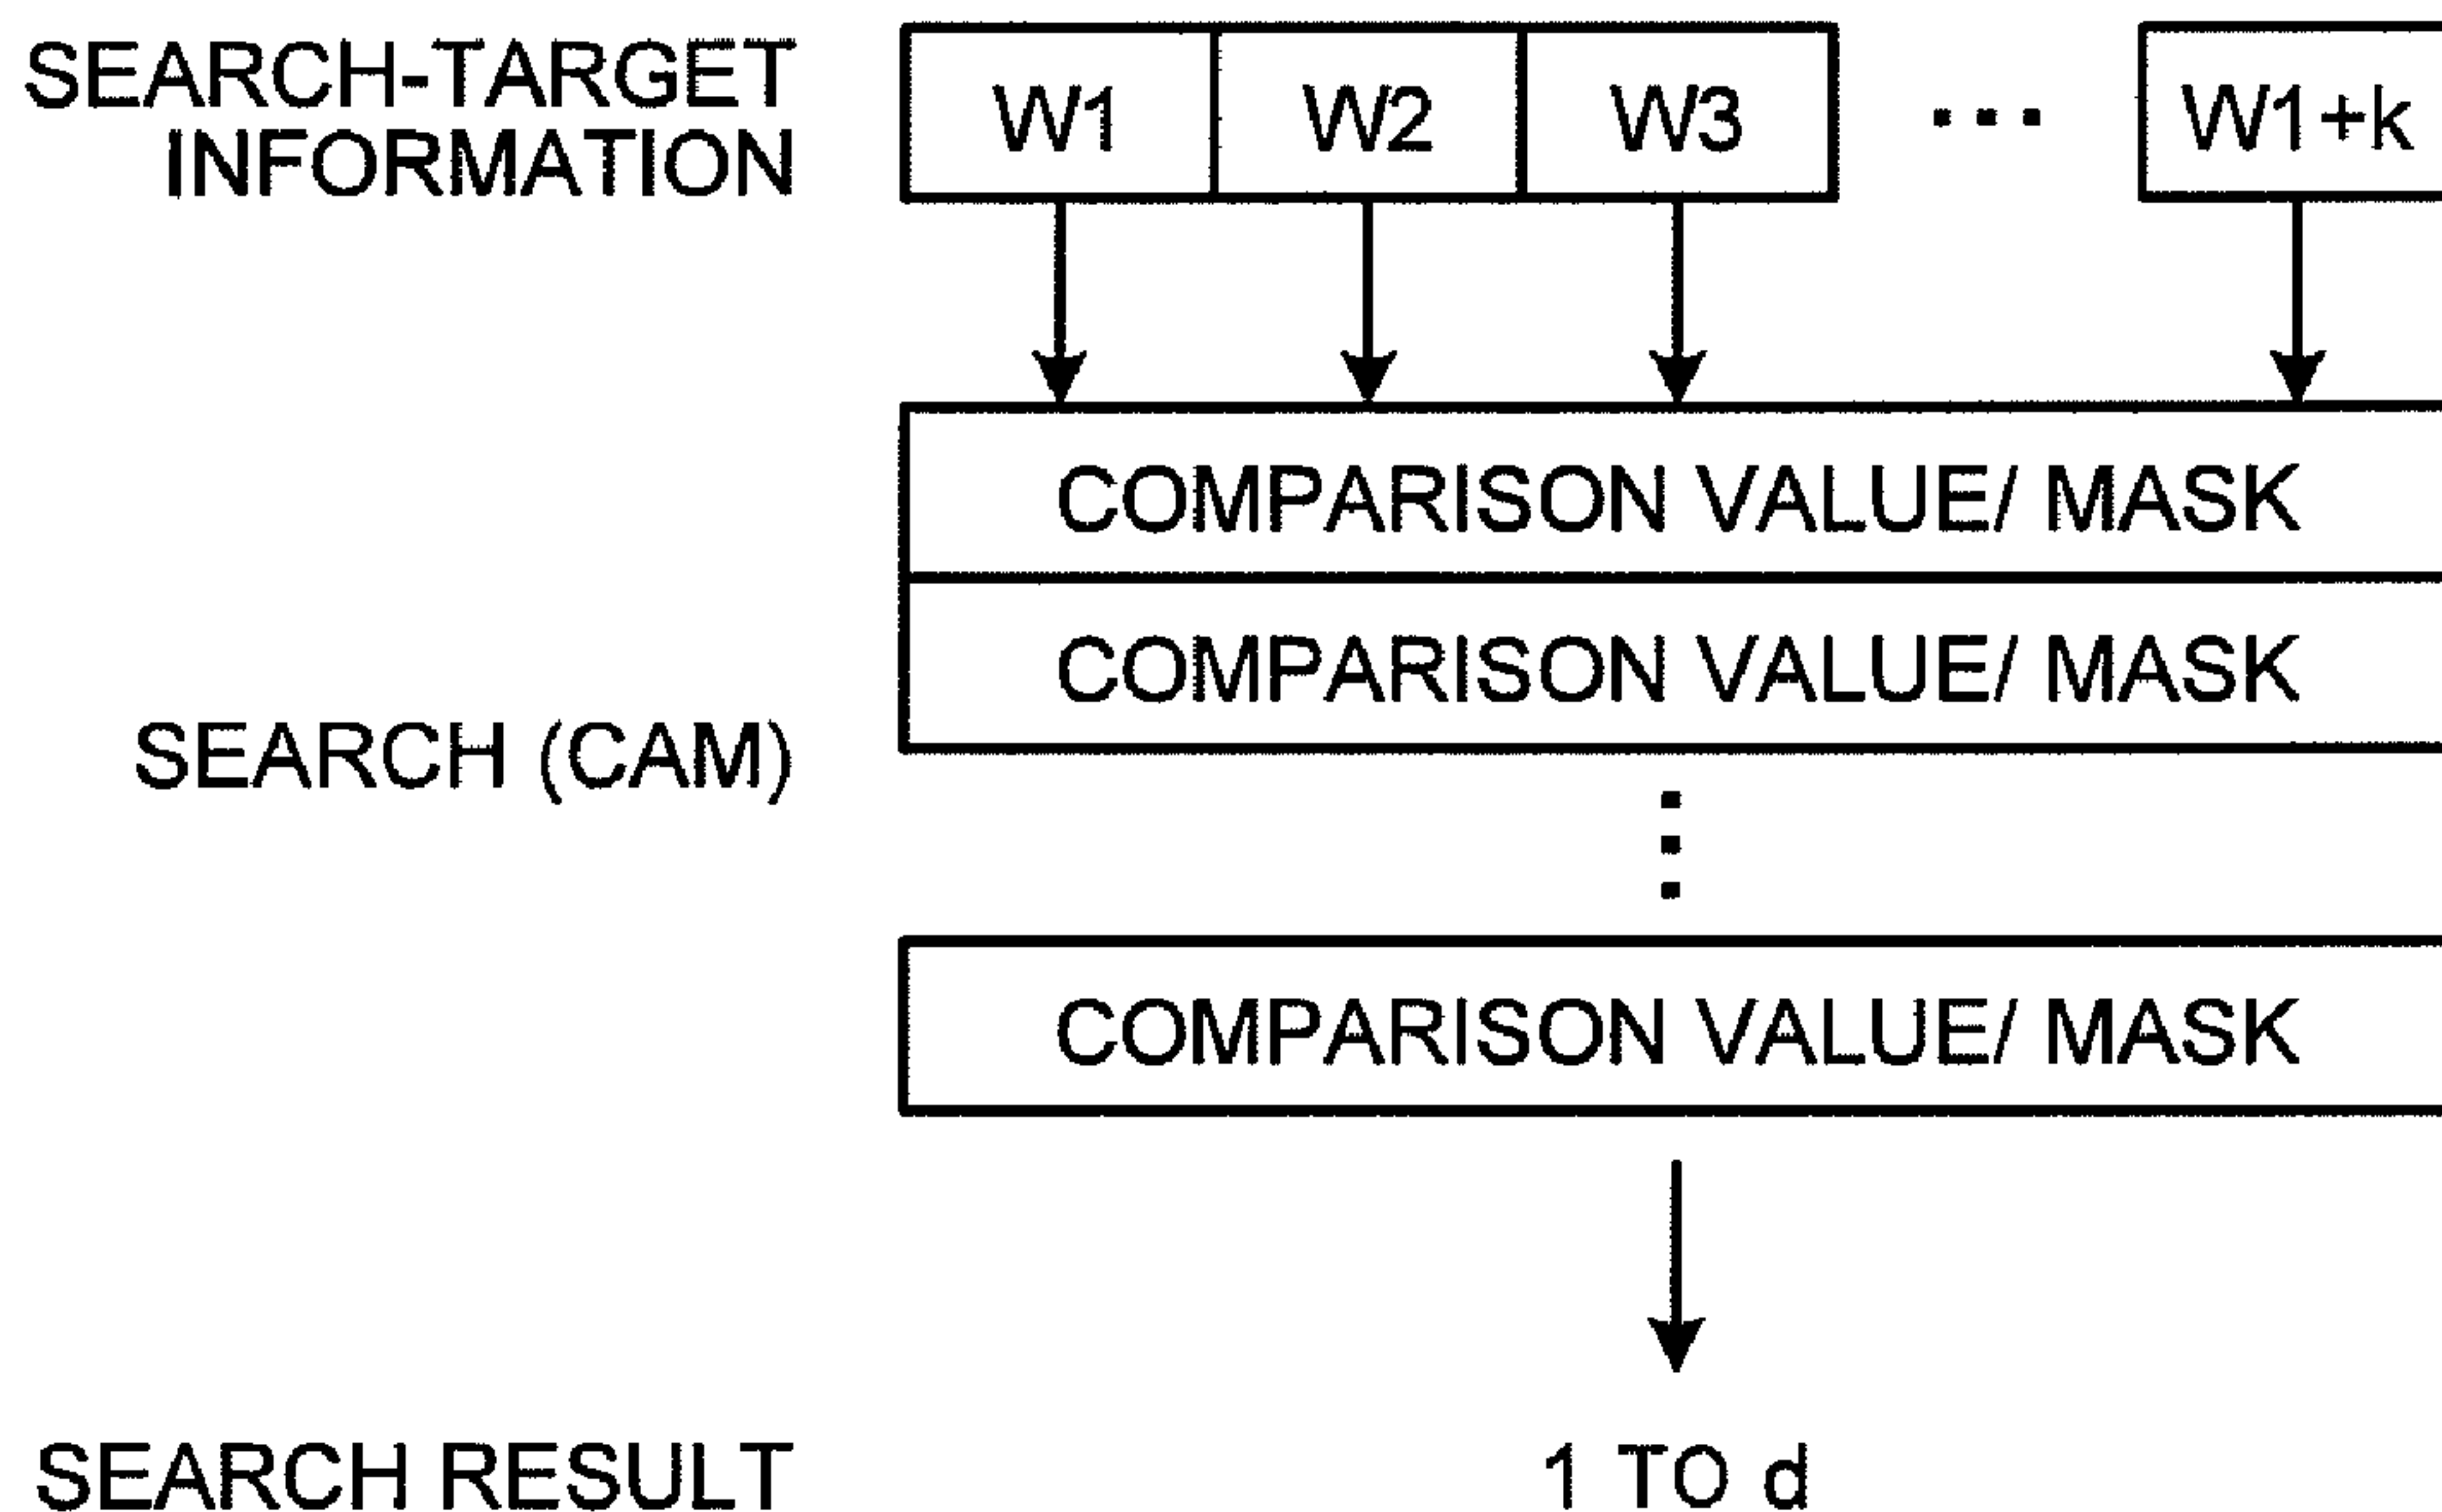 SEARCH-TARGET
INFORMATION
W1 W2 W3 ... W1+k
COMPARISON VALUE/ MASK
COMPARISON VALUE/ MASK
SEARCH (CAM)
COMPARISON VALUE/ MASK
SEARCH RESULT 1 TO d